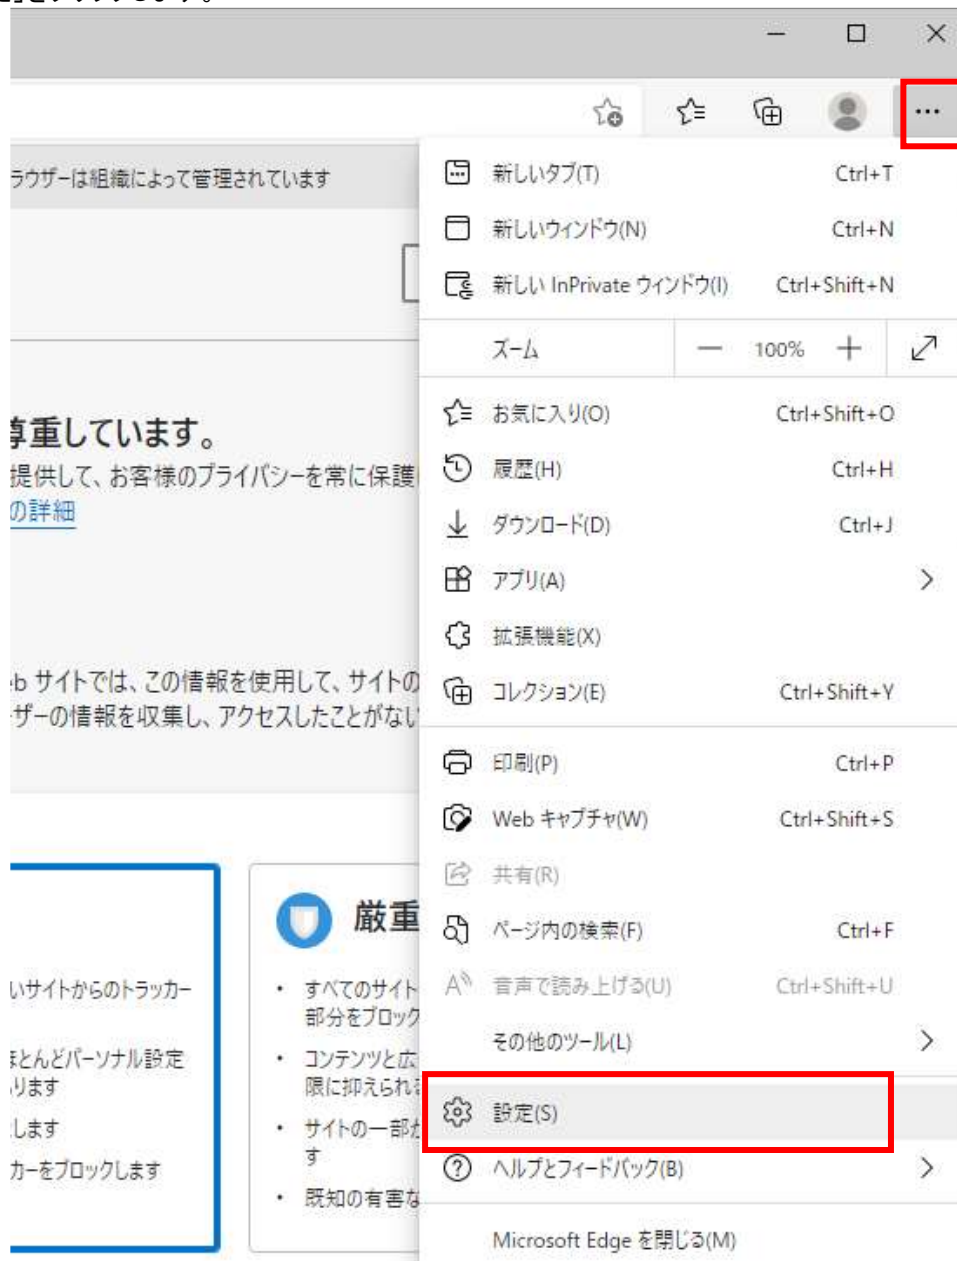 をクリックします。
ラウザーは組織によって管理されています
尊重しています。
提供して、お客様のプライバシーを常に保護
の詳細
eb サイトでは、この情報を使用して、サイトの
ザーの情報を収集し、アクセスしたことがない
いサイトからのトラッカー
ほとんどパーソナル設定
ります
します
カーをブロックします
厳重
• すべてのサイト
部分をブロック
• コンテンツと広
限に抑えられ
• サイトの一部が
す
• 既知の有害な
新しいタブ(T) Ctrl+T
新しいウィンドウ(N) Ctrl+N
新しい InPrivate ウィンドウ(I) Ctrl+Shift+N
ズーム — 100% +
お気に入り(O) Ctrl+Shift+O
履歴(H) Ctrl+H
ダウンロード(D) Ctrl+J
アプリ(A)
拡張機能(X)
コレクション(E) Ctrl+Shift+Y
印刷(P) Ctrl+P
Web キャプチャ(W) Ctrl+Shift+S
共有(R)
ページ内の検索(F) Ctrl+F
音声で読み上げる(U) Ctrl+Shift+U
その他のツール(L)
設定(S)
ヘルプとフィードバック(B)
Microsoft Edge を閉じる(M)